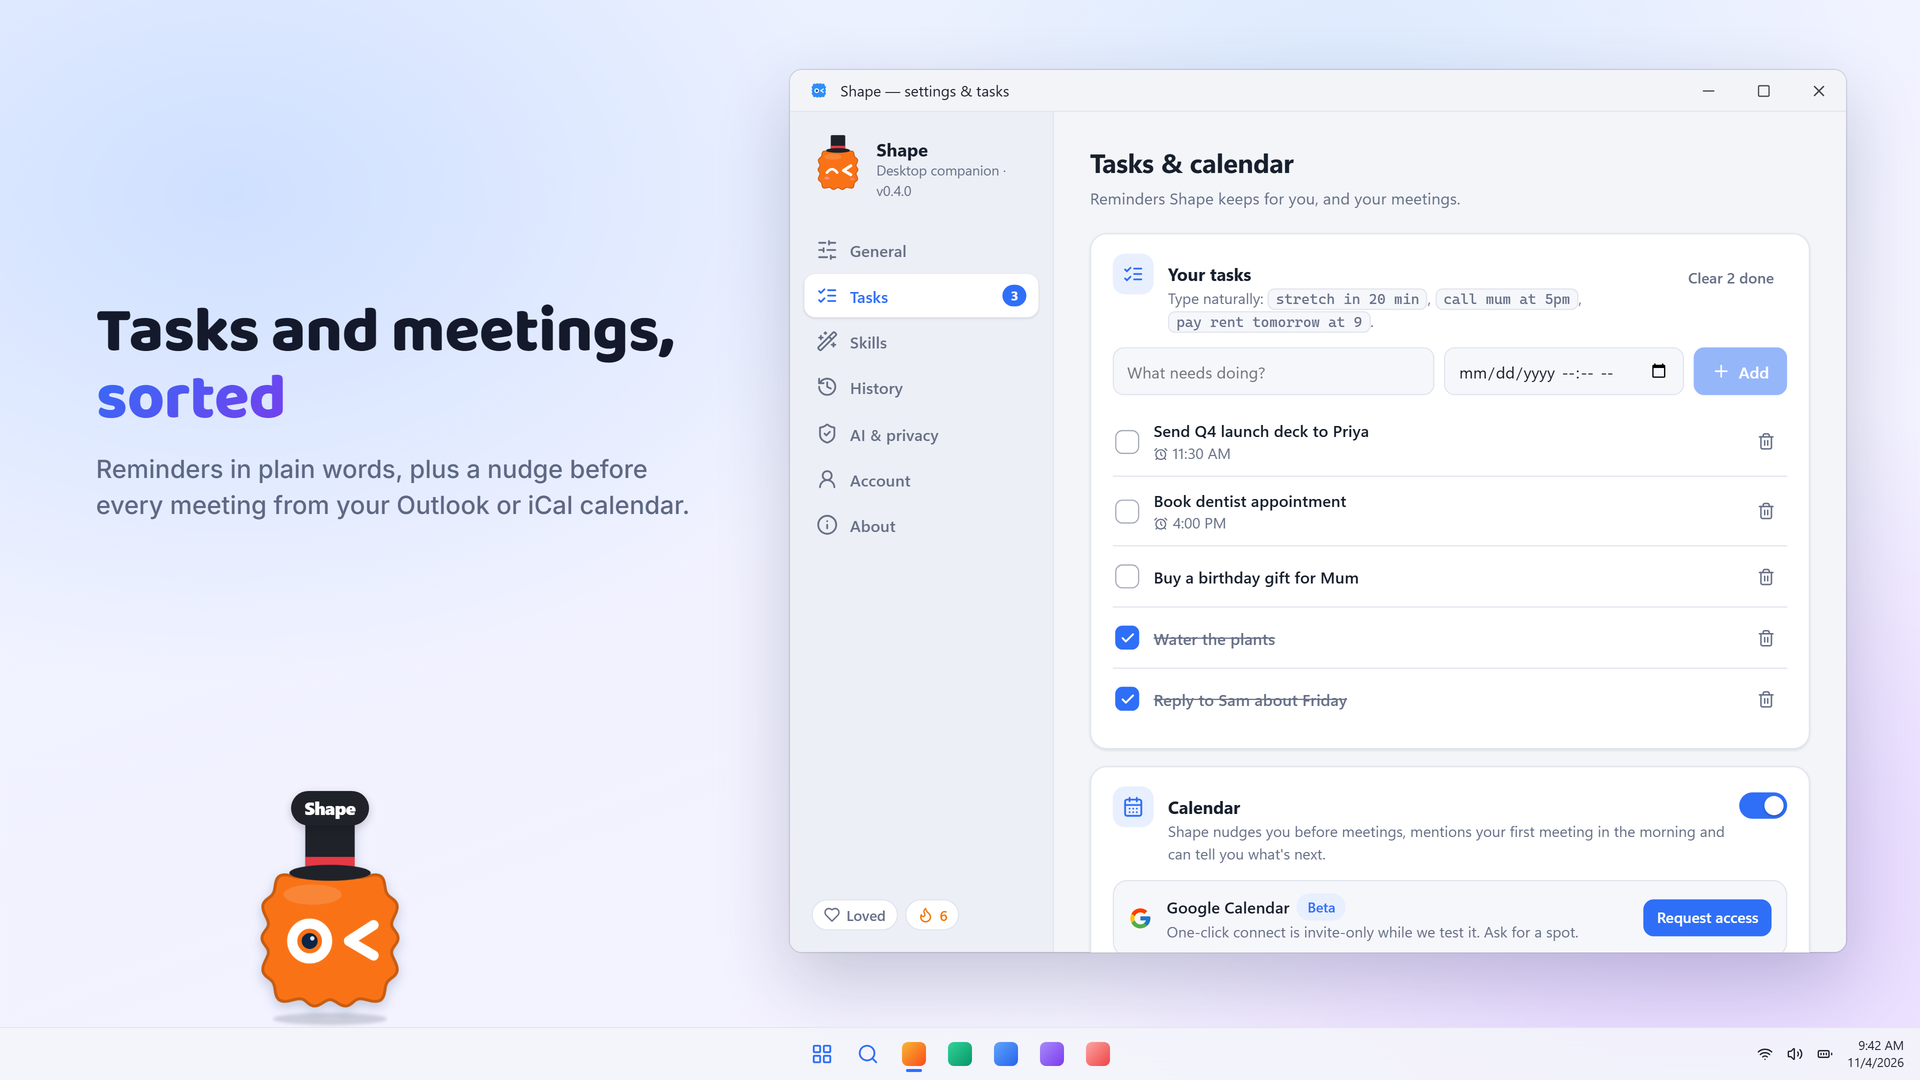 Shape — settings & tasks
Shape
Desktop companion ·
v0.4.0
General
Tasks
3
Skills
History
AI & privacy
Account
About
Loved
6
Tasks & calendar
Reminders Shape keeps for you, and your meetings.
Your tasks
Clear 2 done
Type naturally: stretch in 20 min, call mum at 5pm,
pay rent tomorrow at 9.
What needs doing?
mm/dd/yyyy --:-- --
Add
Send Q4 launch deck to Priya
11:30 AM
Book dentist appointment
4:00 PM
Buy a birthday gift for Mum
Water the plants
Reply to Sam about Friday
Calendar
Shape nudges you before meetings, mentions your first meeting in the morning and
can tell you what's next.
Google Calendar Beta
One-click connect is invite-only while we test it. Ask for a spot.
Request access
Tasks and meetings,
sorted
Reminders in plain words, plus a nudge before
every meeting from your Outlook or iCal calendar.
Shape
9:42 AM
11/4/2026